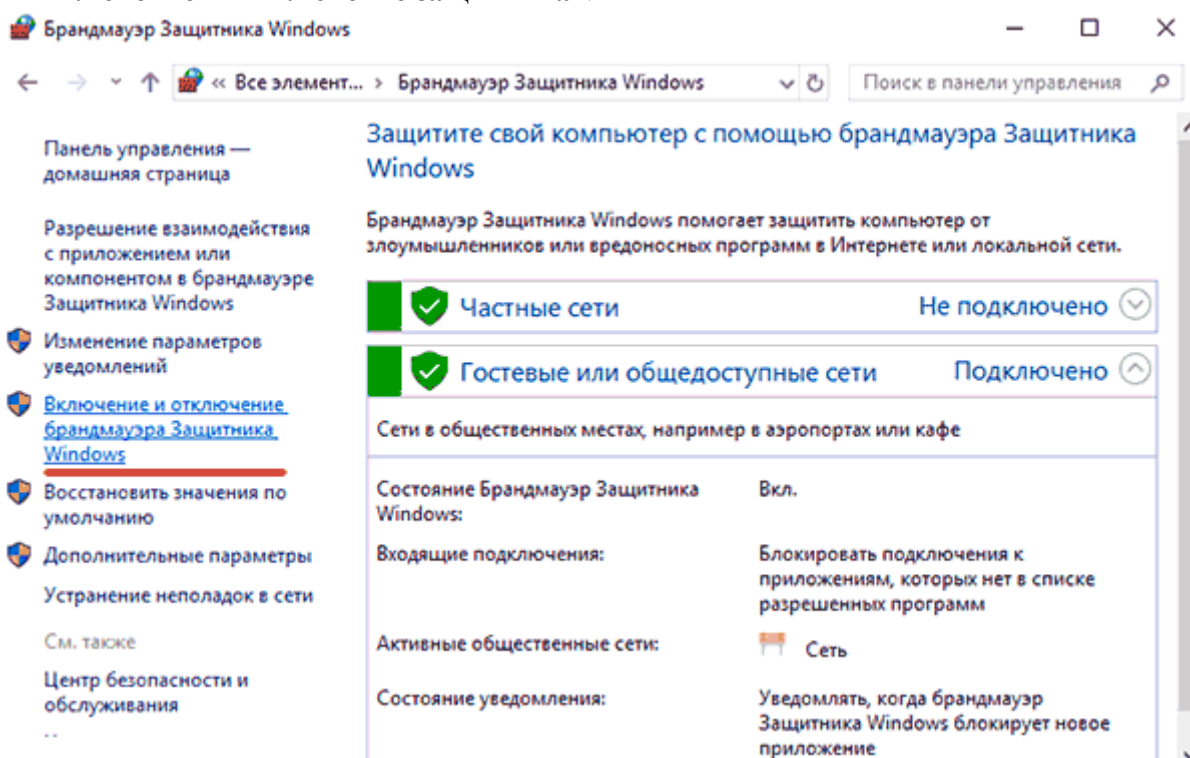 Брандмауэр Защитника Windows
« Все элемент... › Брандмауэр Защитника Windows
Поиск в панели управления
Панель управления —
домашняя страница
Разрешение взаимодействия
с приложением или
компонентом в брандмауэре
Защитника Windows
Изменение параметров
уведомлений
Включение и отключение
брандмауэра Защитника
Windows
Восстановить значения по
умолчанию
Дополнительные параметры
Устранение неполадок в сети
См. также
Центр безопасности и
обслуживания
Защитите свой компьютер с помощью брандмауэра Защитника
Windows
Брандмауэр Защитника Windows помогает защитить компьютер от
злоумышленников или вредоносных программ в Интернете или локальной сети.
Частные сети Не подключено
Гостевые или общедоступные сети Подключено
Сети в общественных местах, например в аэропортах или кафе
Состояние Брандмауэр Защитника Вкл.
Windows:
Входящие подключения: Блокировать подключения к
приложениям, которых нет в списке
разрешенных программ
Активные общественные сети: Сеть
Состояние уведомления: Уведомлять, когда брандмауэр
Защитника Windows блокирует новое
приложение